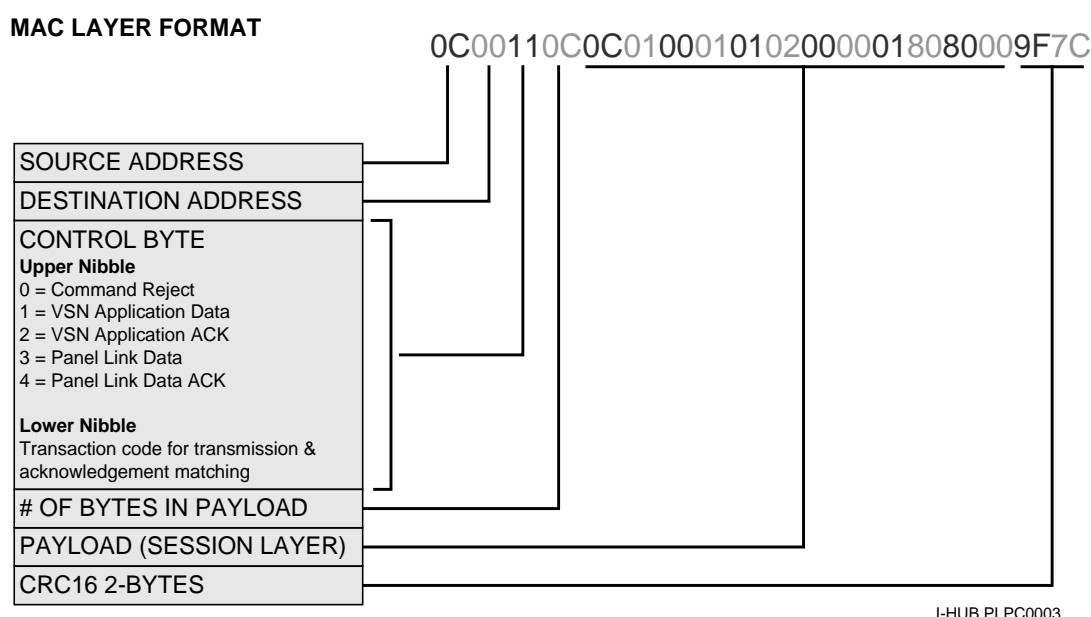 MAC LAYER FORMAT
0C00110C0C01000101020000018080009F7C
SOURCE ADDRESS
DESTINATION ADDRESS
CONTROL BYTE
Upper Nibble
0 = Command Reject
1 = VSN Application Data
2 = VSN Application ACK
3 = Panel Link Data
4 = Panel Link Data ACK
Lower Nibble
Transaction code for transmission &
acknowledgement matching
# OF BYTES IN PAYLOAD
PAYLOAD (SESSION LAYER)
CRC16 2-BYTES
I-HUB PLPC0003